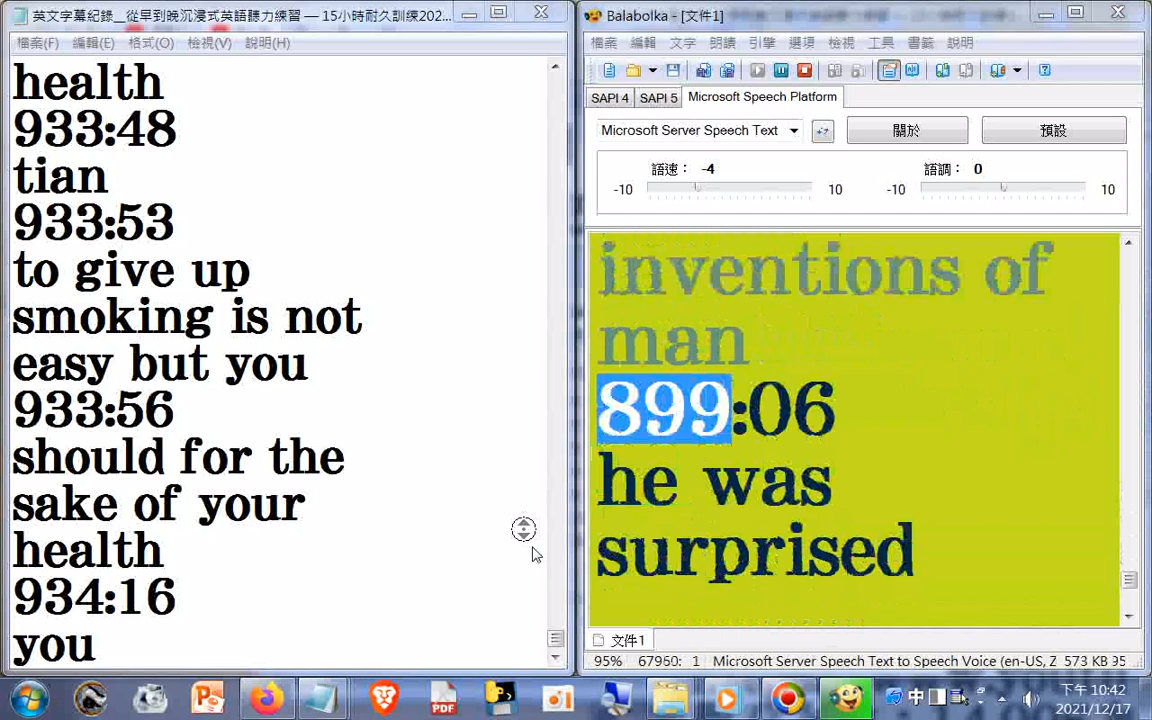 英文字幕紀錄__從早到晚沉浸式英語聽力練習 — 15小時耐久訓練202...
檔案(F) 編輯(E) 格式(O) 檢視(V) 說明(H)
health
933:48
tian
933:53
to give up
smoking is not
easy but you
933:56
should for the
sake of your
health
934:16
you
Balabolka - [文件1]
檔案 編輯 文字 朗讀 引擎 選項 檢視 工具 書籤 說明
SAPI 4 SAPI 5 Microsoft Speech Platform
Microsoft Server Speech Text 關於 預設
語速： -4 語調： 0
-10 10 -10 10
inventions of
man
899:06
he was
surprised
文件1
95% 67950: 1 Microsoft Server Speech Text to Speech Voice (en-US, Z 573 KB 95
PDF
中
下午 10:42
2021/12/17